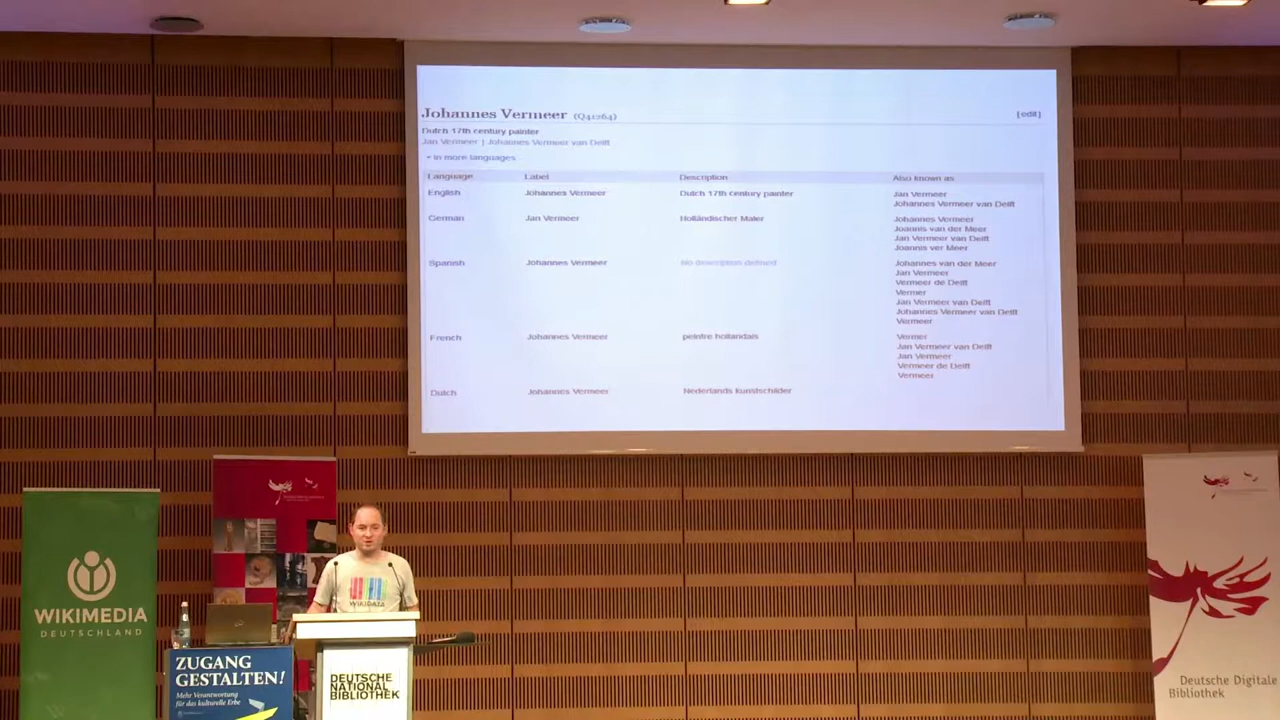 Johannes Vermeer (Q41264)
[edit]
Dutch 17th century painter
Jan Vermeer | Johannes Vermeer van Delft
In more languages
Language Label Description Also known as
English Johannes Vermeer Dutch 17th century painter Jan Vermeer
Johannes Vermeer van Delft
German Jan Vermeer Holländischer Maler Johannes Vermeer
Joannis van der Meer
Jan Vermeer van Delft
Joannis ver Meer
Spanish Johannes Vermeer No description defined Johannes van der Meer
Jan Vermeer
Vermeer de Delft
Vermer
Jan Vermeer van Delft
Johannes Vermeer van Delft
Vermeer
French Johannes Vermeer peintre hollandais Vermer
Jan Vermeer van Delft
Jan Vermeer
Vermeer de Delft
Vermeer
Dutch Johannes Vermeer Nederlands kunstschilder
WIKIMEDIA
DEUTSCHLAND
WIKIDATA
ZUGANG
GESTALTEN!
Mehr Verantwortung
für das kulturelle Erbe
DEUTSCHE
NATIONAL
BIBLIOTHEK
Deutsche Digitale
Bibliothek